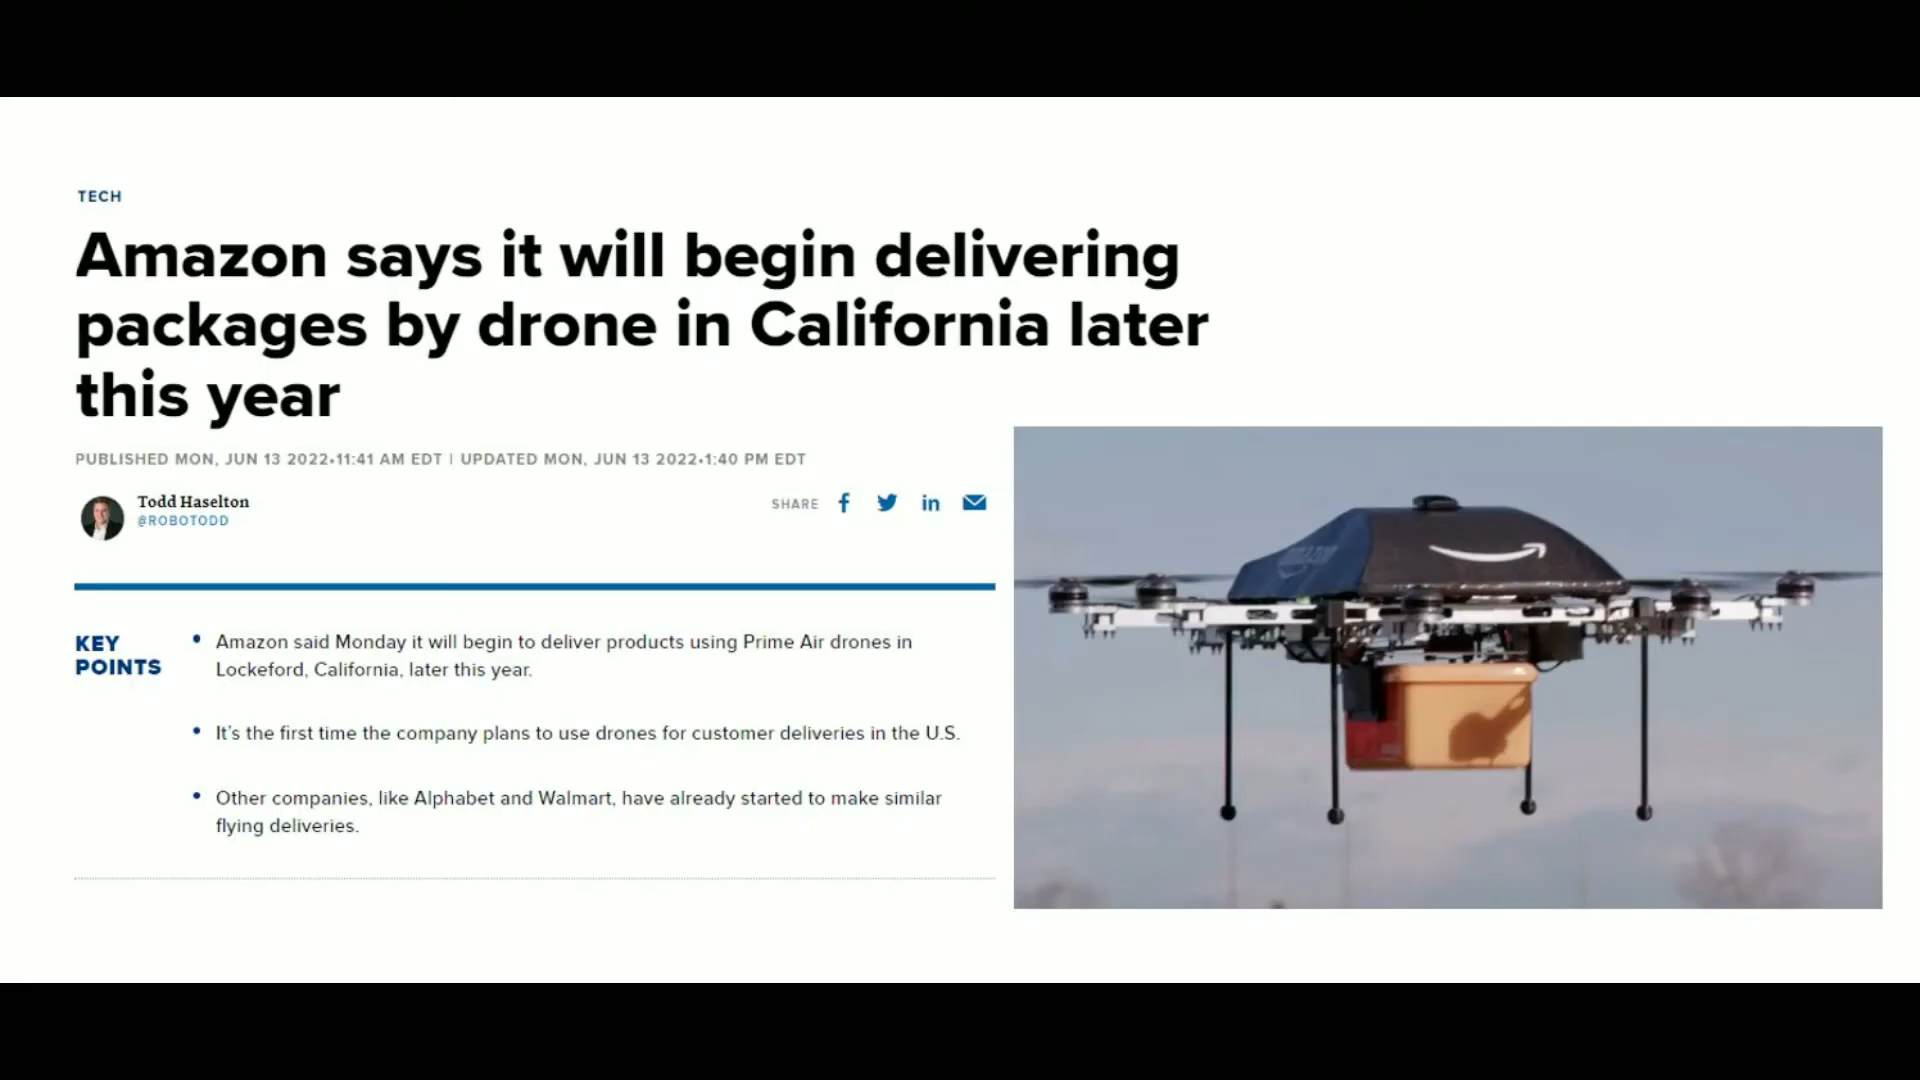 TECH
Amazon says it will begin delivering
packages by drone in California later
this year
PUBLISHED MON, JUN 13 2022•11:41 AM EDT | UPDATED MON, JUN 13 2022•1:40 PM EDT
Todd Haselton
@ROBOTODD
SHARE
KEY
POINTS
• Amazon said Monday it will begin to deliver products using Prime Air drones in
Lockeford, California, later this year.
• It’s the first time the company plans to use drones for customer deliveries in the U.S.
• Other companies, like Alphabet and Walmart, have already started to make similar
flying deliveries.